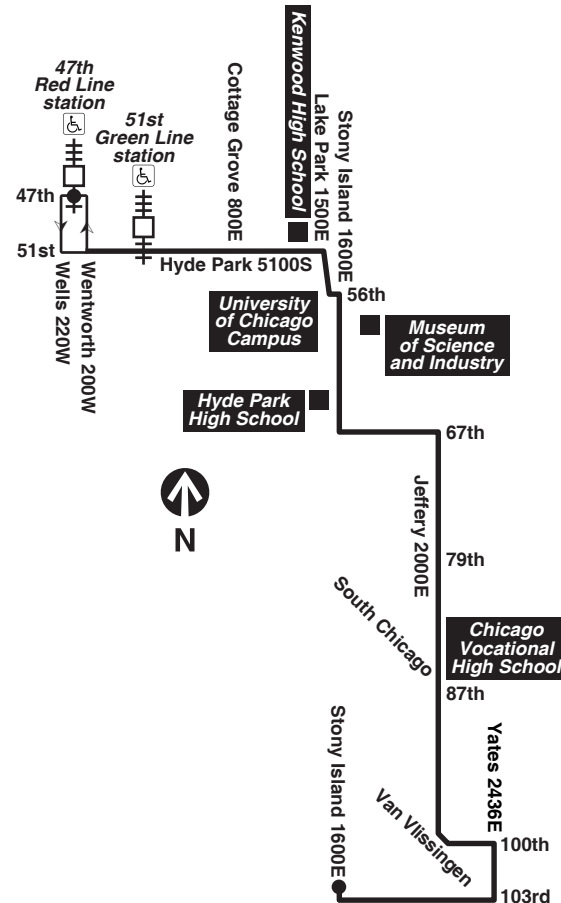 47th
Red Line
station
51st
Green Line
station
Cottage Grove 800E
Kenwood High School
Lake Park 1500E
Stony Island 1600E
47th
51st
Hyde Park 5100S
Wells 220W
Wentworth 200W
56th
University
of Chicago
Campus
Museum
of Science
and Industry
Hyde Park
High School
67th
N
Jeffery 2000E
79th
South Chicago
Chicago
Vocational
High School
87th
Stony Island 1600E
Yates 2436E
Van Vlissingen
100th
103rd